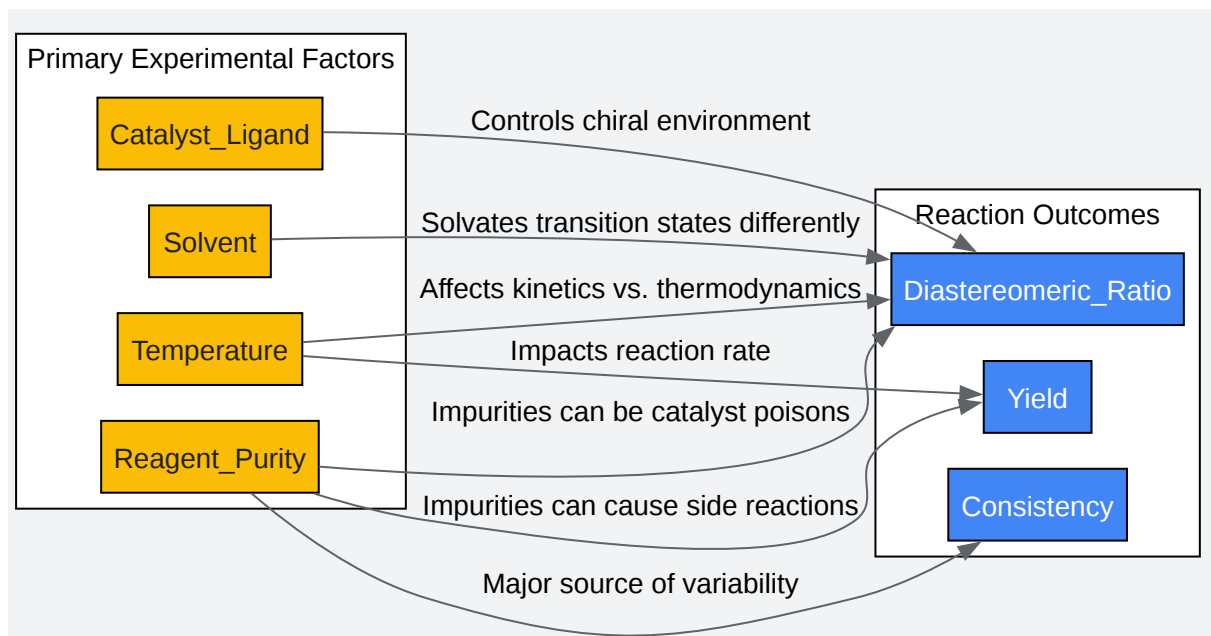 Primary Experimental Factors
Catalyst_Ligand
Solvent
Temperature
Reagent_Purity
Controls chiral environment
Solvates transition states differently
Affects kinetics vs. thermodynamics
Impacts reaction rate
Impurities can be catalyst poisons
Impurities can cause side reactions
Major source of variability
Reaction Outcomes
Diastereomeric_Ratio
Yield
Consistency